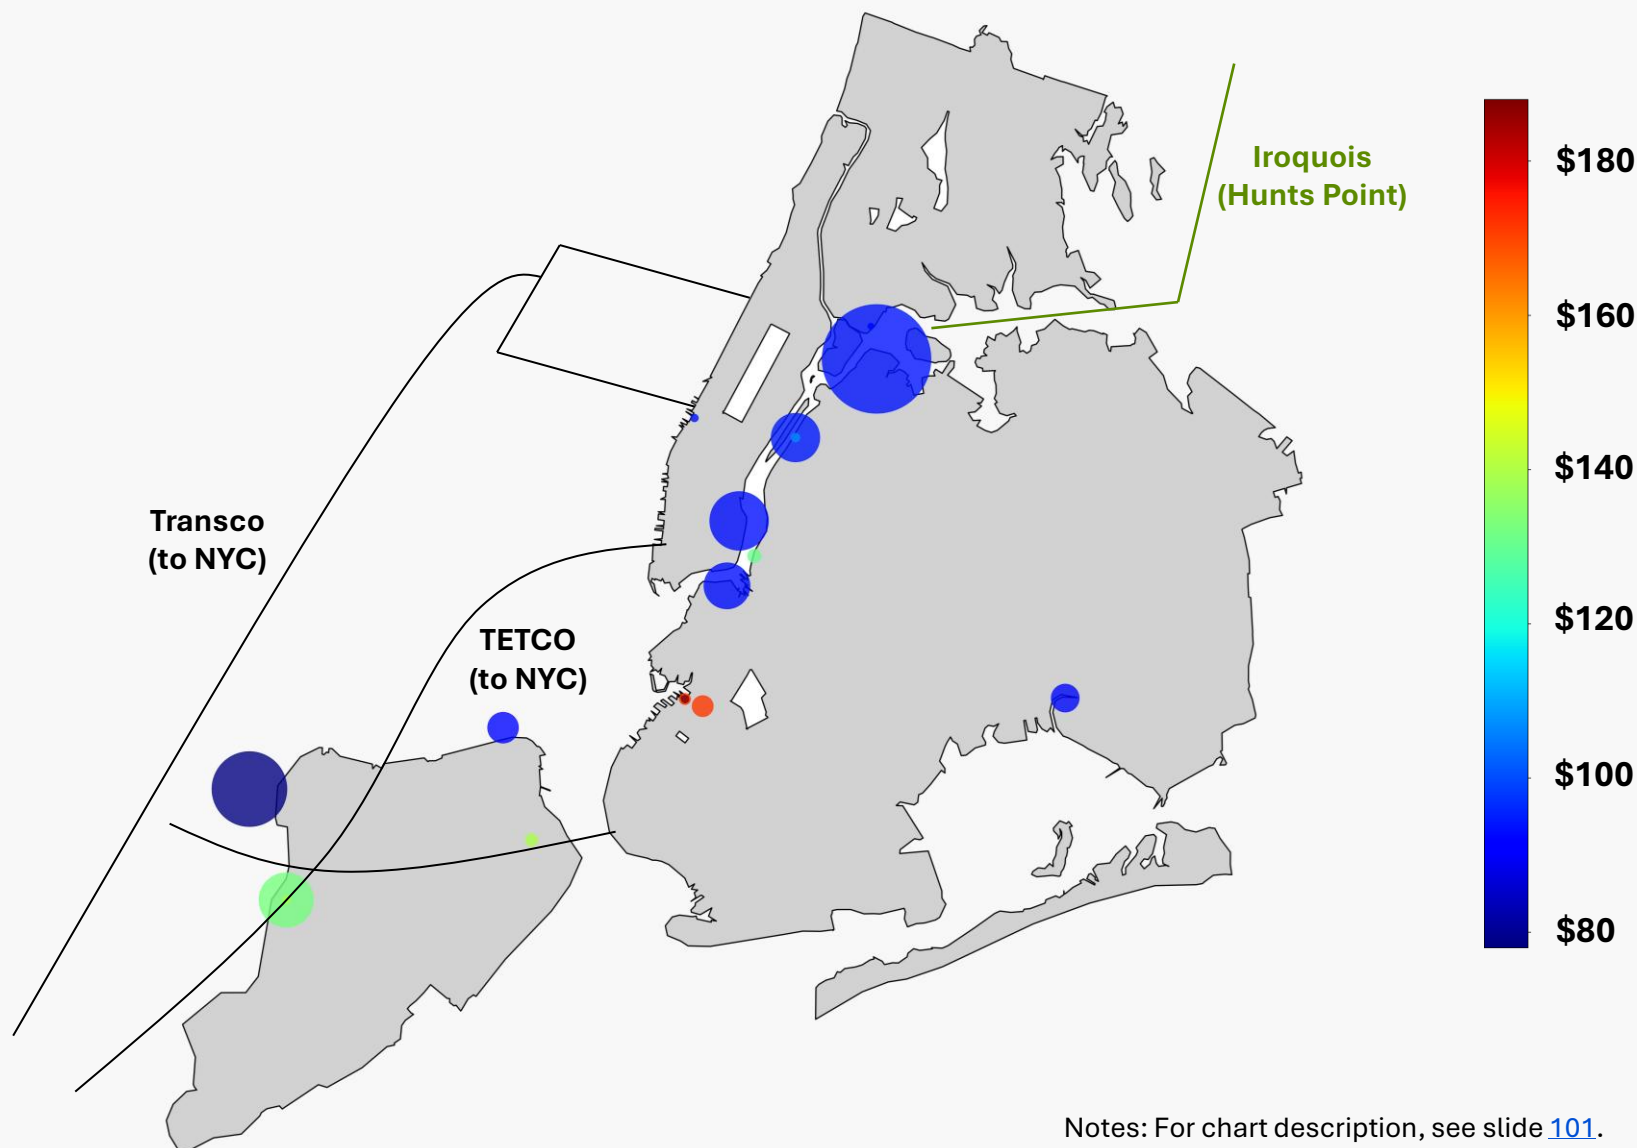 Iroquois
(Hunts Point)
$180
$160
$140
$120
$100
$80
Transco
(to NYC)
TETCO
(to NYC)
Notes: For chart description, see slide 101.